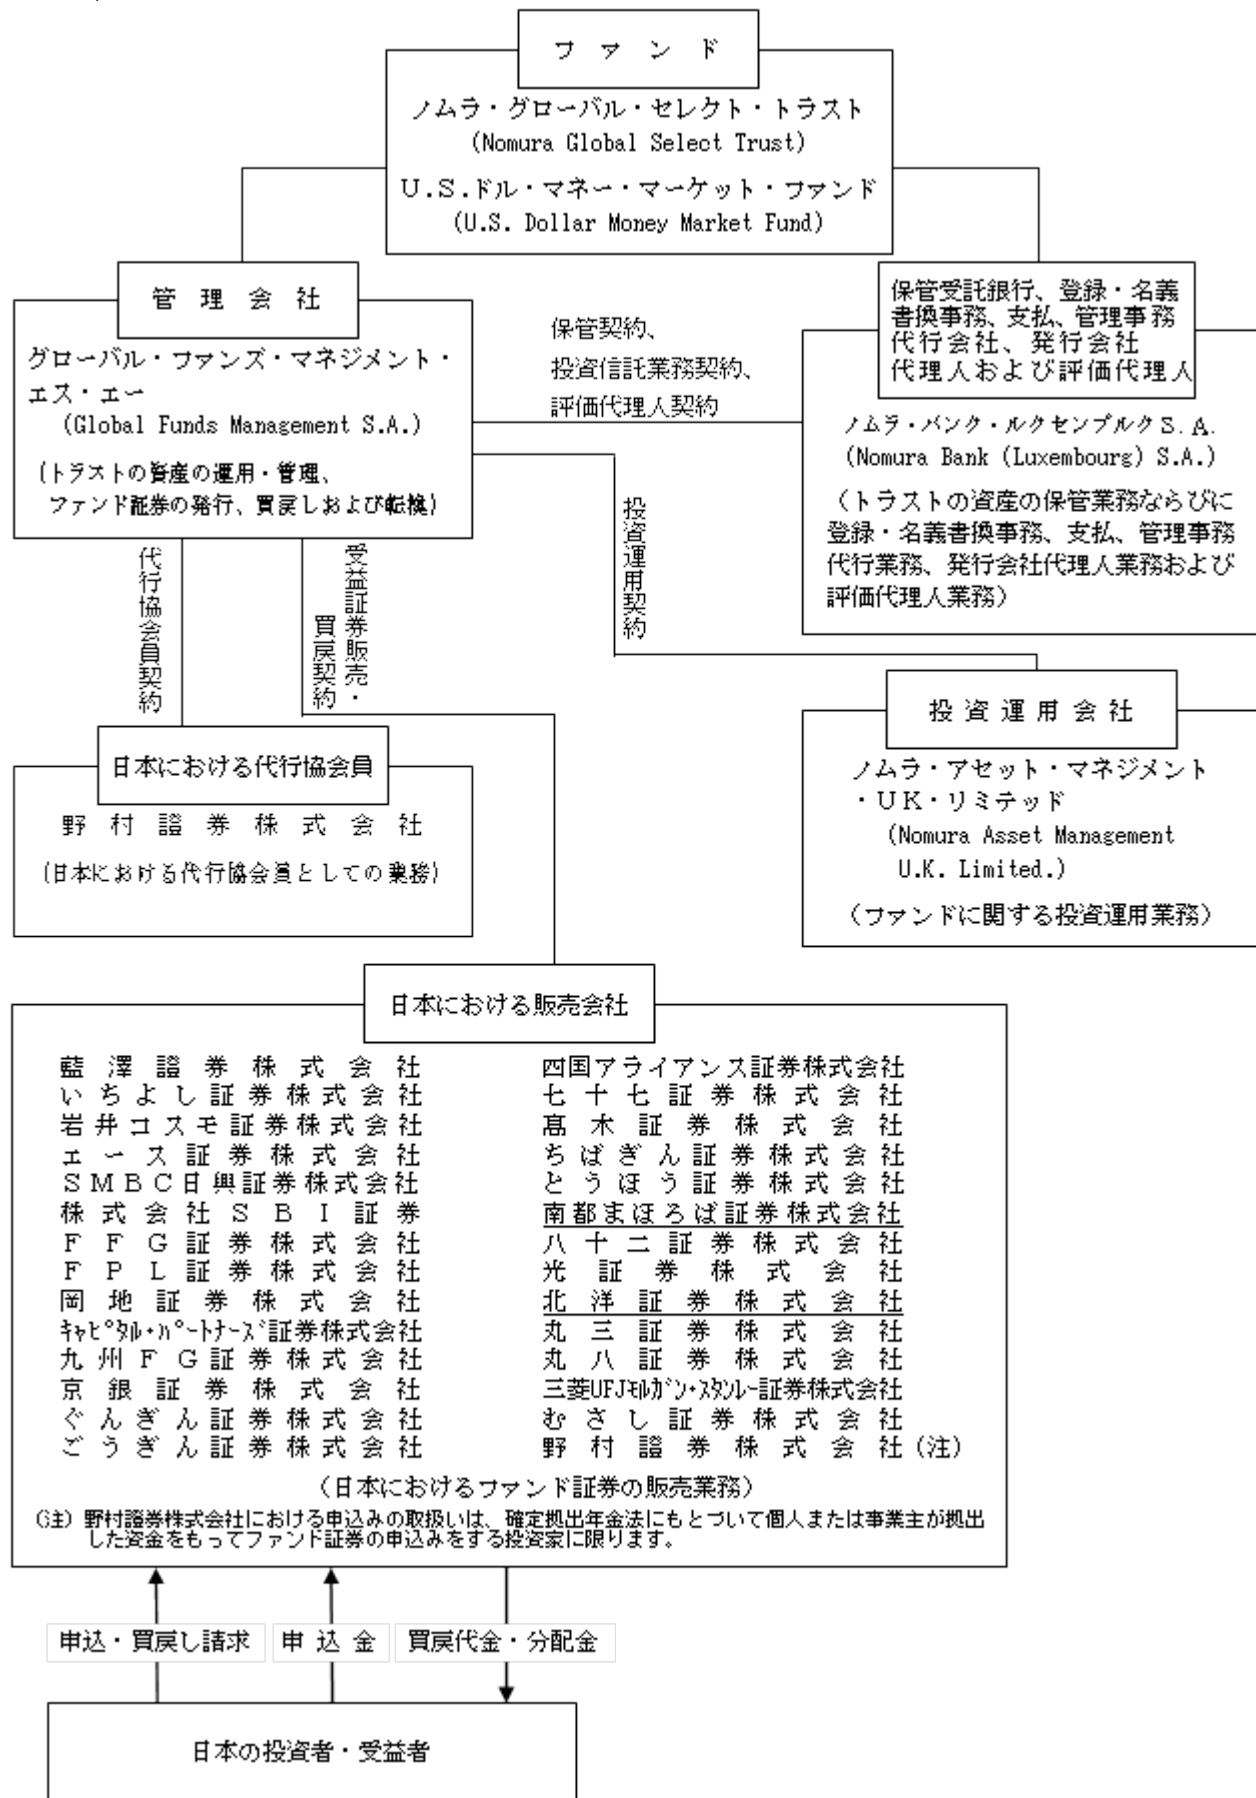 ファンド
ノムラ・グローバル・セレクト・トラスト
(Nomura Global Select Trust)
U.S.ドル・マネー・マーケット・ファンド
(U.S. Dollar Money Market Fund)
管理会社
グローバル・ファンズ・マネジメント・
エス・エー
(Global Funds Management S.A.)
(トラストの資産の運用・管理、
ファンド証券の発行、買戻しおよび転換)
保管契約、
投資信託業務契約、
評価代理人契約
保管受託銀行、登録・名義
書換事務、支払、管理事務
代行会社、発行会社
代理人および評価代理人
ノムラ・バンク・ルクセンブルクS.A.
(Nomura Bank (Luxembourg) S.A.)
(トラストの資産の保管業務ならびに
登録・名義書換事務、支払、管理事務
代行業務、発行会社代理人業務および
評価代理人業務)
代行協会員契約
受益証券販売・
買戻契約
投資運用契約
投資運用会社
ノムラ・アセット・マネジメント
・UK・リミテッド
(Nomura Asset Management
U.K. Limited.)
(ファンドに関する投資運用業務)
日本における代行協会員
野村證券株式会社
(日本における代行協会員としての業務)
日本における販売会社
藍澤證券株式会社
いちよし証券株式会社
岩井コスモ証券株式会社
エース証券株式会社
SMBC日興証券株式会社
株式会社SBI証券
FFG証券株式会社
FPL証券株式会社
岡地証券株式会社
ｷｬﾋﾟﾀﾙ・ﾊﾟｰﾄﾅｰｽﾞ証券株式会社
九州FG証券株式会社
京銀証券株式会社
ぐんぎん証券株式会社
ごうぎん証券株式会社
四国アライアンス証券株式会社
七十七証券株式会社
髙木証券株式会社
ちばぎん証券株式会社
とうほう証券株式会社
南都まほろば証券株式会社
八十二証券株式会社
光証券株式会社
北洋証券株式会社
丸三証券株式会社
丸八証券株式会社
三菱UFJﾓﾙｶﾞﾝ・ｽﾀﾝﾚｰ証券株式会社
むさし証券株式会社
野村證券株式会社(注)
(日本におけるファンド証券の販売業務)
(注) 野村證券株式会社における申込みの取扱いは、確定拠出年金法にもとづいて個人または事業主が拠出
した資金をもってファンド証券の申込みをする投資家に限ります。
申込・買戻し請求
申込金
買戻代金・分配金
日本の投資者・受益者